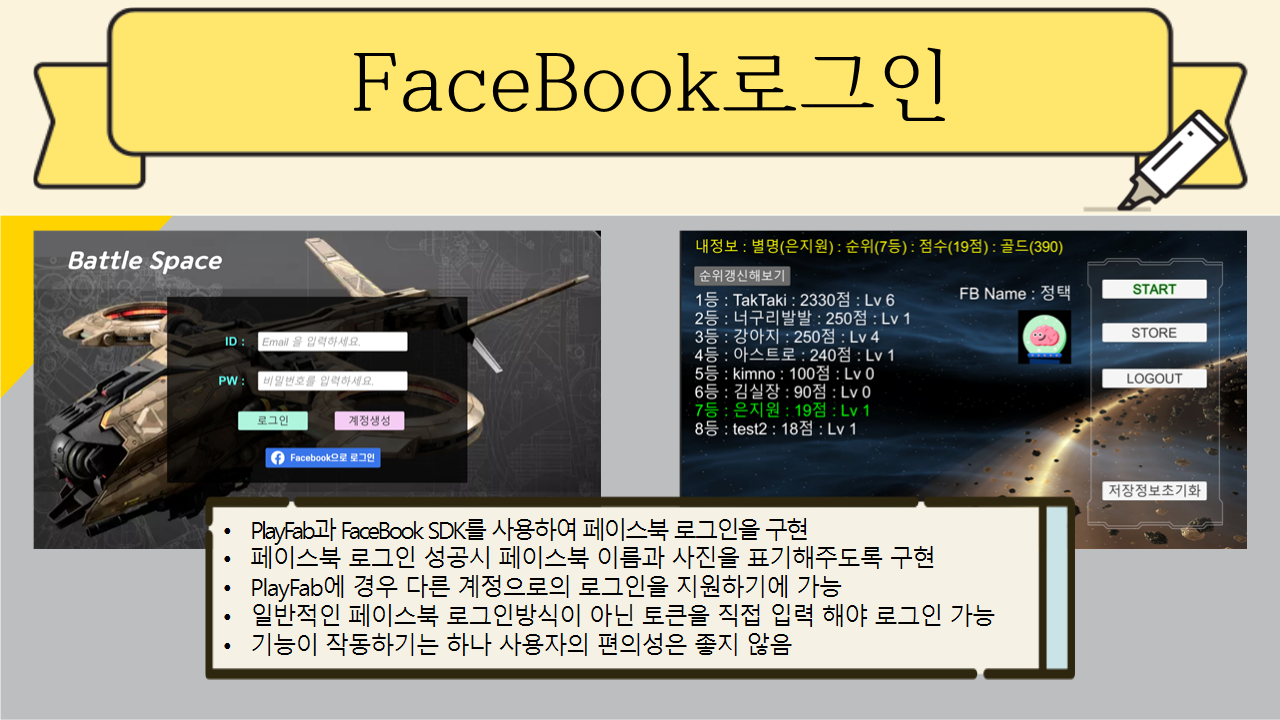 FaceBook로그인
Battle Space
ID :
Email 을 입력하세요.
PW :
비밀번호를 입력하세요.
로그인
계정생성
Facebook으로 로그인
내정보 : 별명(은지원) : 순위(7등) : 점수(19점) : 골드(390)
순위갱신해보기
1등 : TakTaki : 2330점 : Lv 6
2등 : 너구리발발 : 250점 : Lv 1
3등 : 강아지 : 250점 : Lv 4
4등 : 아스트로 : 240점 : Lv 1
5등 : kimno : 100점 : Lv 0
6등 : 김실장 : 90점 : Lv 0
7등 : 은지원 : 19점 : Lv 1
8등 : test2 : 18점 : Lv 1
FB Name : 정택
START
STORE
LOGOUT
저장정보초기화
• PlayFab과 FaceBook SDK를 사용하여 페이스북 로그인을 구현
• 페이스북 로그인 성공시 페이스북 이름과 사진을 표기해주도록 구현
• PlayFab에 경우 다른 계정으로의 로그인을 지원하기에 가능
• 일반적인 페이스북 로그인방식이 아닌 토큰을 직접 입력 해야 로그인 가능
• 기능이 작동하기는 하나 사용자의 편의성은 좋지 않음